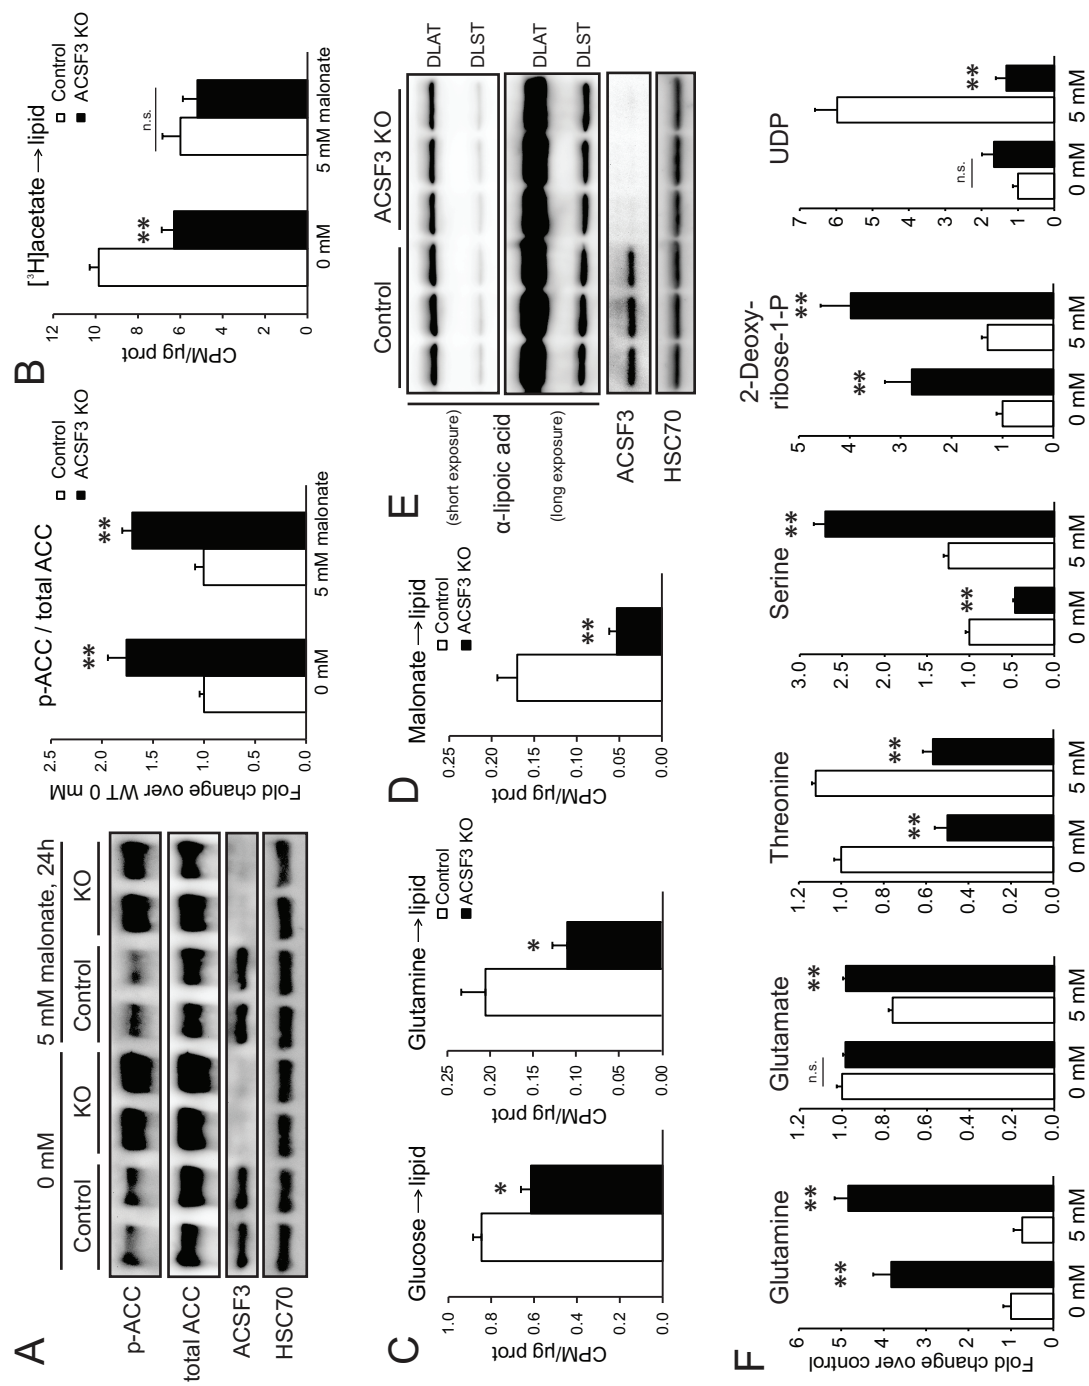 A
0 mM
5 mM malonate, 24h
Control
KO
Control
KO
p-ACC
total ACC
ACSF3
HSC70
p-ACC / total ACC
Control
ACSF3 KO
Fold change over WT 0 mM
2.5
2.0
1.5
1.0
0.5
0.0
**
**
0 mM
5 mM malonate
B
[³H]acetate → lipid
Control
ACSF3 KO
CPM/µg prot
12
10
8
6
4
2
0
**
n.s.
0 mM
5 mM malonate
C
Glucose → lipid
CPM/µg prot
1.0
0.8
0.6
0.4
0.2
0.0
*
Glutamine → lipid
Control
ACSF3 KO
CPM/µg prot
0.25
0.20
0.15
0.10
0.05
0.00
*
D
Malonate → lipid
Control
ACSF3 KO
CPM/µg prot
0.25
0.20
0.15
0.10
0.05
0.00
**
E
Control
ACSF3 KO
(short exposure)
α-lipoic acid
(long exposure)
DLAT
DLST
DLAT
DLST
ACSF3
HSC70
F
Glutamine
Fold change over control
6
5
4
3
2
1
0
**
**
0 mM
5 mM
Glutamate
1.2
1.0
0.8
0.6
0.4
0.2
0.0
n.s.
**
0 mM
5 mM
Threonine
1.2
1.0
0.8
0.6
0.4
0.2
0.0
**
**
0 mM
5 mM
Serine
3.0
2.5
2.0
1.5
1.0
0.5
0.0
**
**
0 mM
5 mM
2-Deoxy-
ribose-1-P
5
4
3
2
1
0
**
**
0 mM
5 mM
UDP
7
6
5
4
3
2
1
0
n.s.
**
0 mM
5 mM